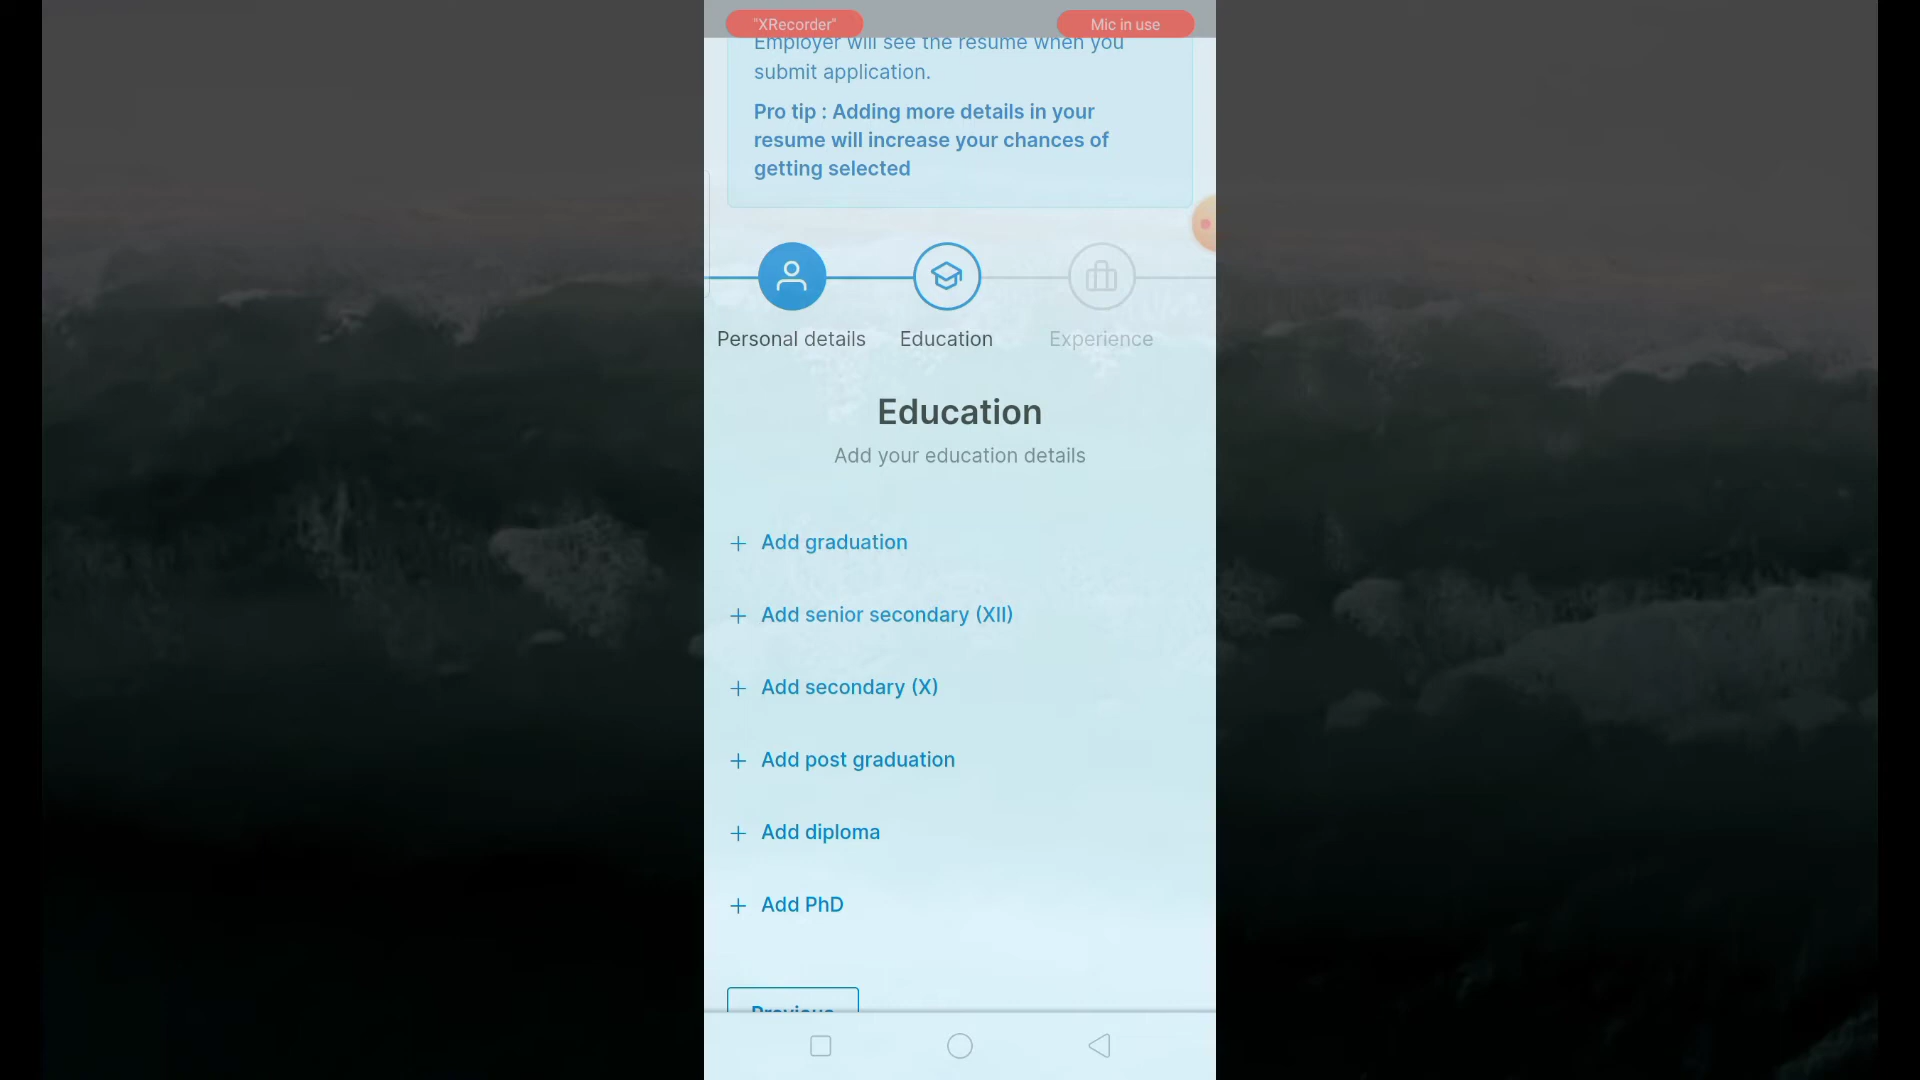 "XRecorder"
Mic in use
Employer will see the resume when you
submit application.
Pro tip : Adding more details in your
resume will increase your chances of
getting selected
Personal details
Education
Experience
Education
Add your education details
+ Add graduation
+ Add senior secondary (XII)
+ Add secondary (X)
+ Add post graduation
+ Add diploma
+ Add PhD
Previous